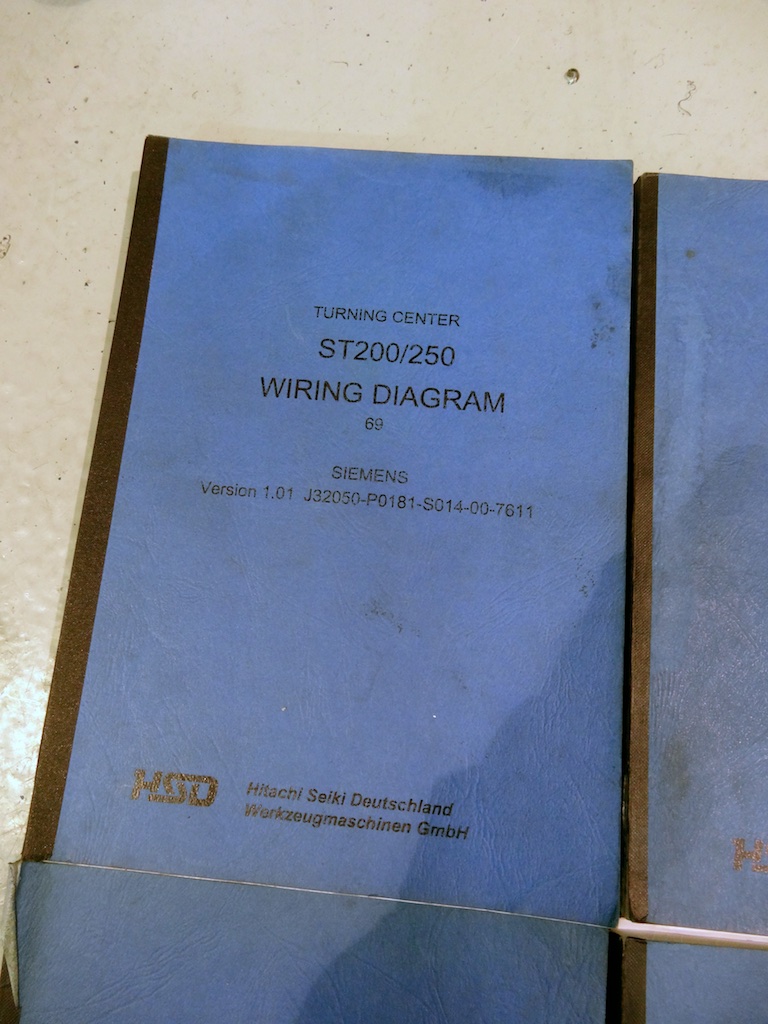 TURNING CENTER
ST200/250
WIRING DIAGRAM
69
SIEMENS
Version 1.01 J32050-P0181-S014-00-7611
HSD
Hitachi Seiki Deutschland
Werkzeugmaschinen GmbH